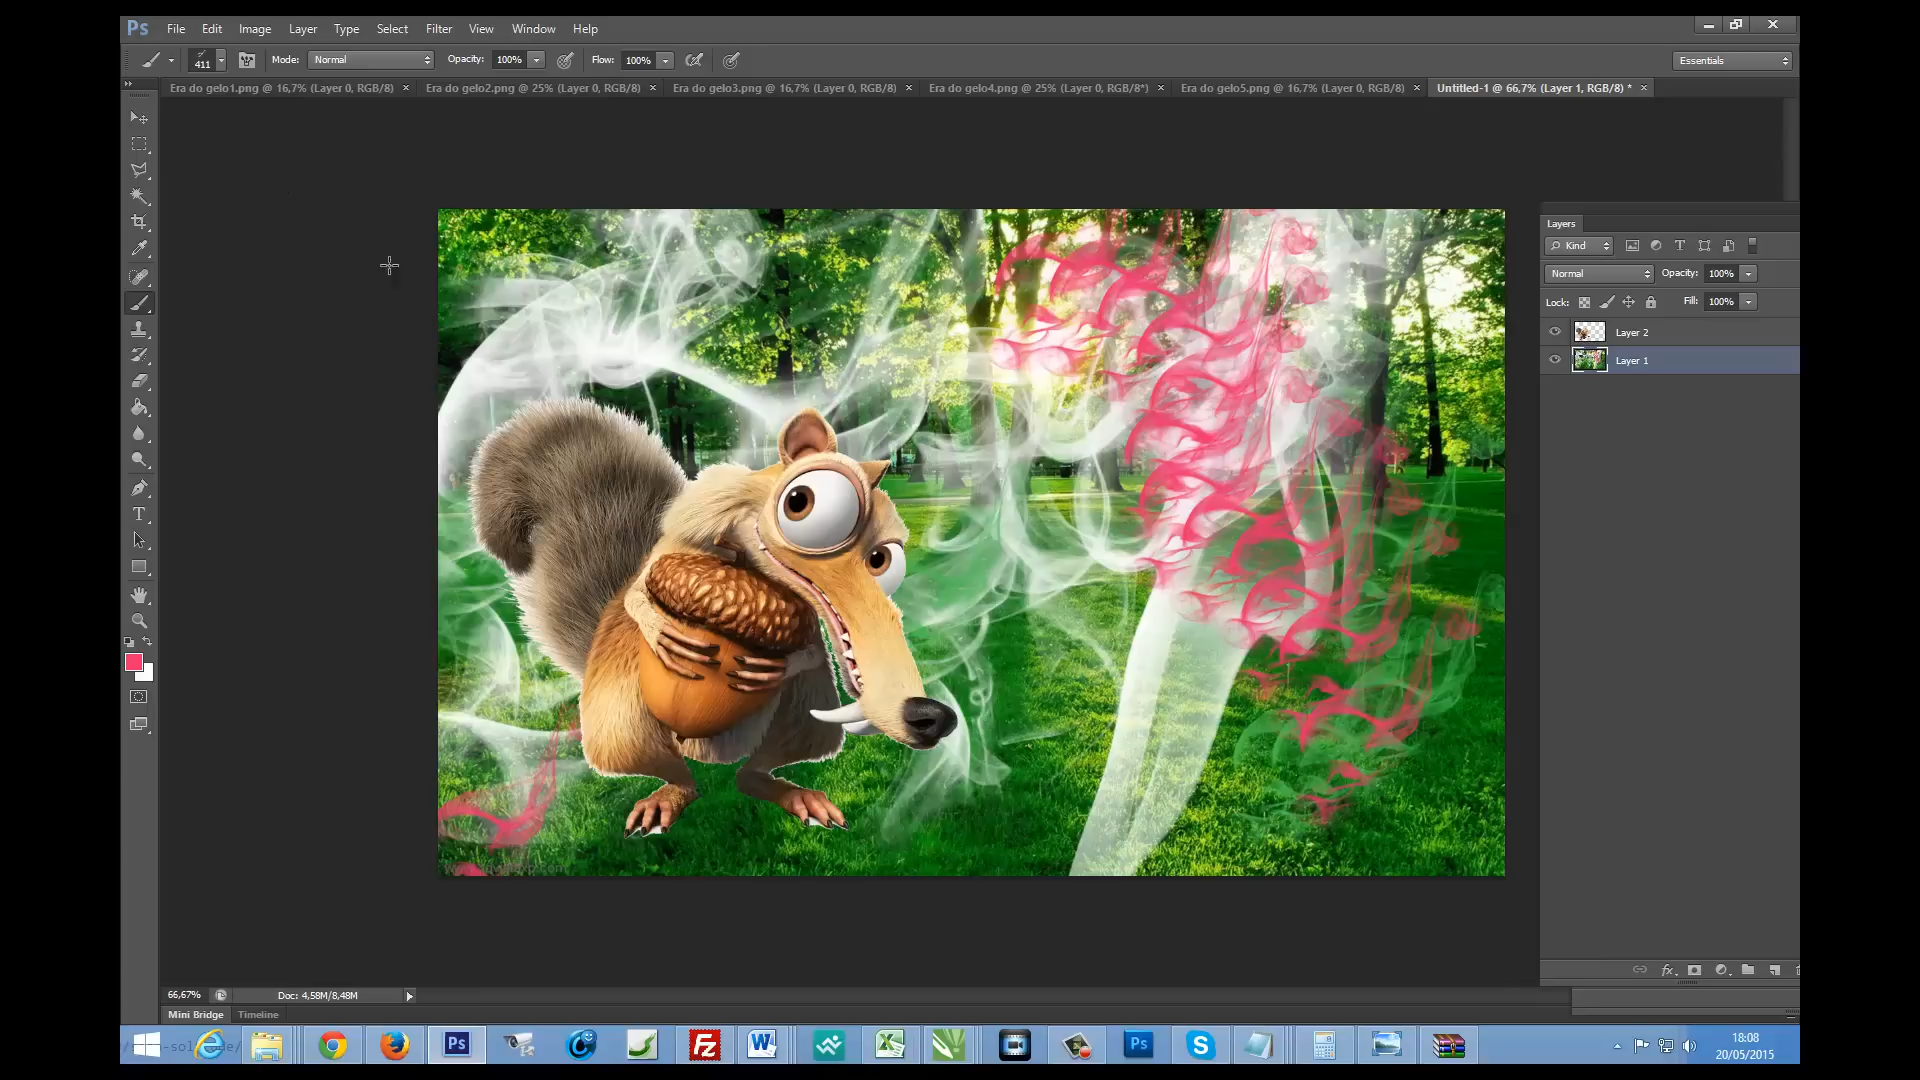 Ps File Edit Image Layer Type Select Filter View Window Help
411 Mode: Normal Opacity: 100% Flow: 100% Essentials
Era do gelo1.png @ 16,7% (Layer 0, RGB/8) × Era do gelo2.png @ 25% (Layer 0, RGB/8) × Era do gelo3.png @ 16,7% (Layer 0, RGB/8) × Era do gelo4.png @ 25% (Layer 0, RGB/8*) × Era do gelo5.png @ 16,7% (Layer 0, RGB/8) × Untitled-1 @ 66,7% (Layer 1, RGB/8) * ×
Layers
Kind
Normal Opacity: 100%
Lock: Fill: 100%
Layer 2
Layer 1
66,67% Doc: 4,58M/8,48M
Mini Bridge Timeline
18:08
20/05/2015